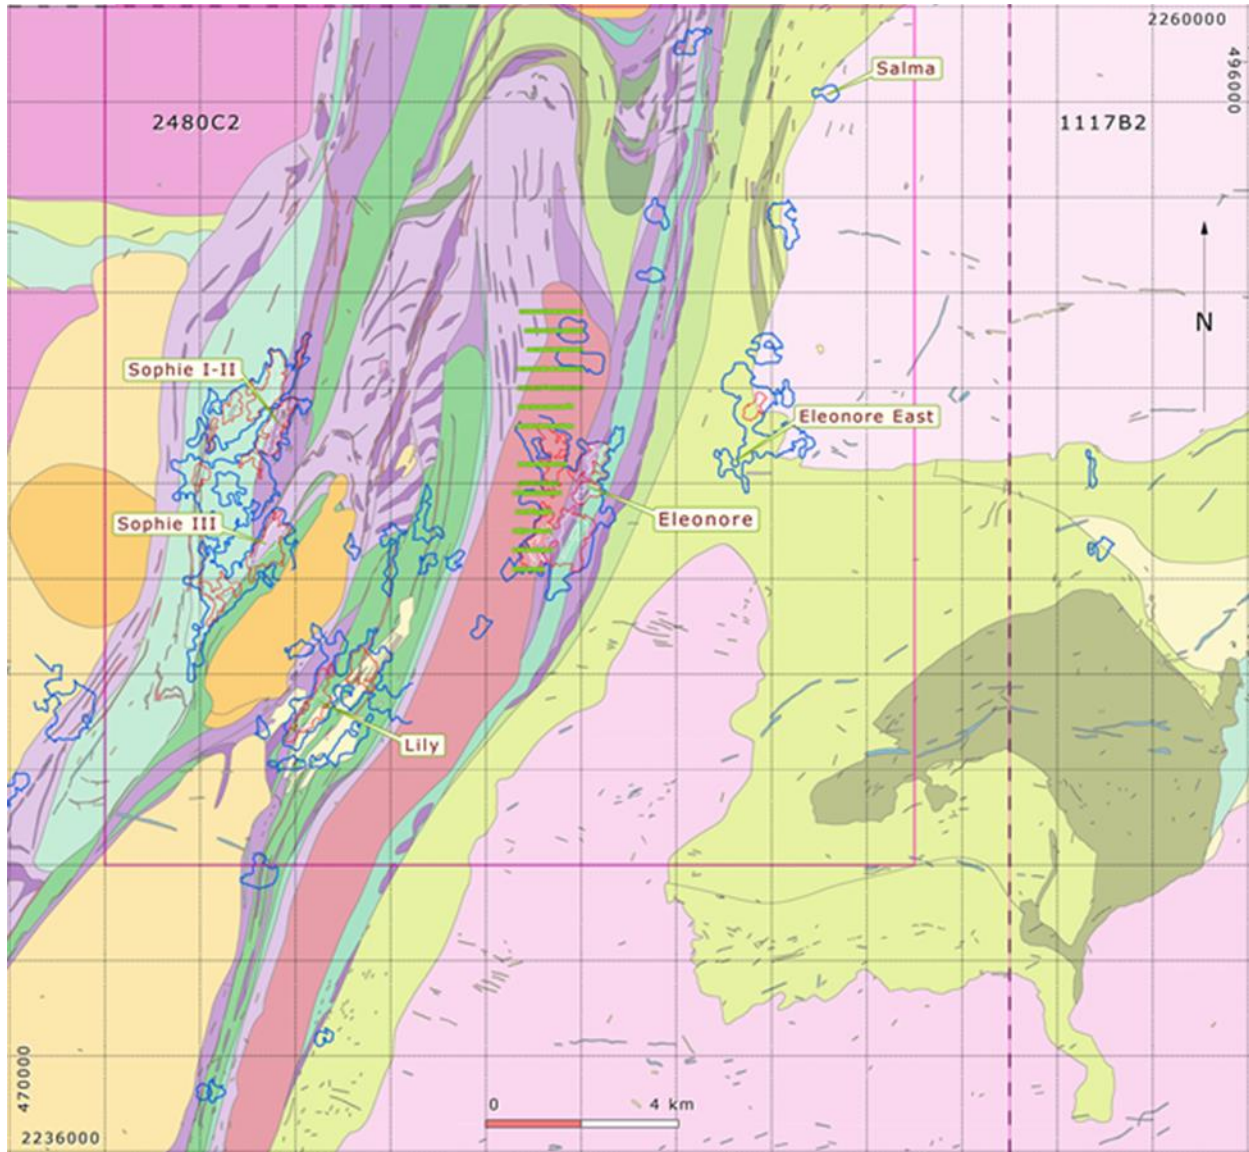 2260000
496000
Salma
2480C2
1117B2
N
Sophie I-II
Eleonore East
Sophie III
Eleonore
Lily
470000
0 4 km
2236000